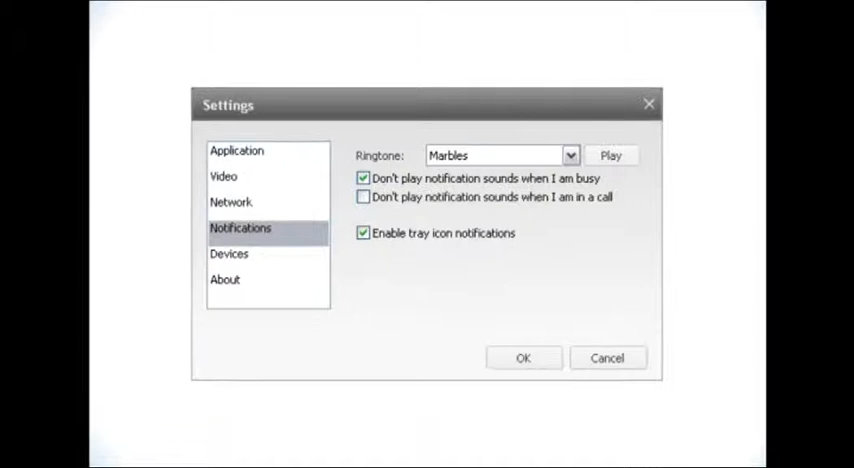 Settings
Application
Video
Network
Notifications
Devices
About
Ringtone: Marbles Play
Don't play notification sounds when I am busy
Don't play notification sounds when I am in a call
Enable tray icon notifications
OK Cancel